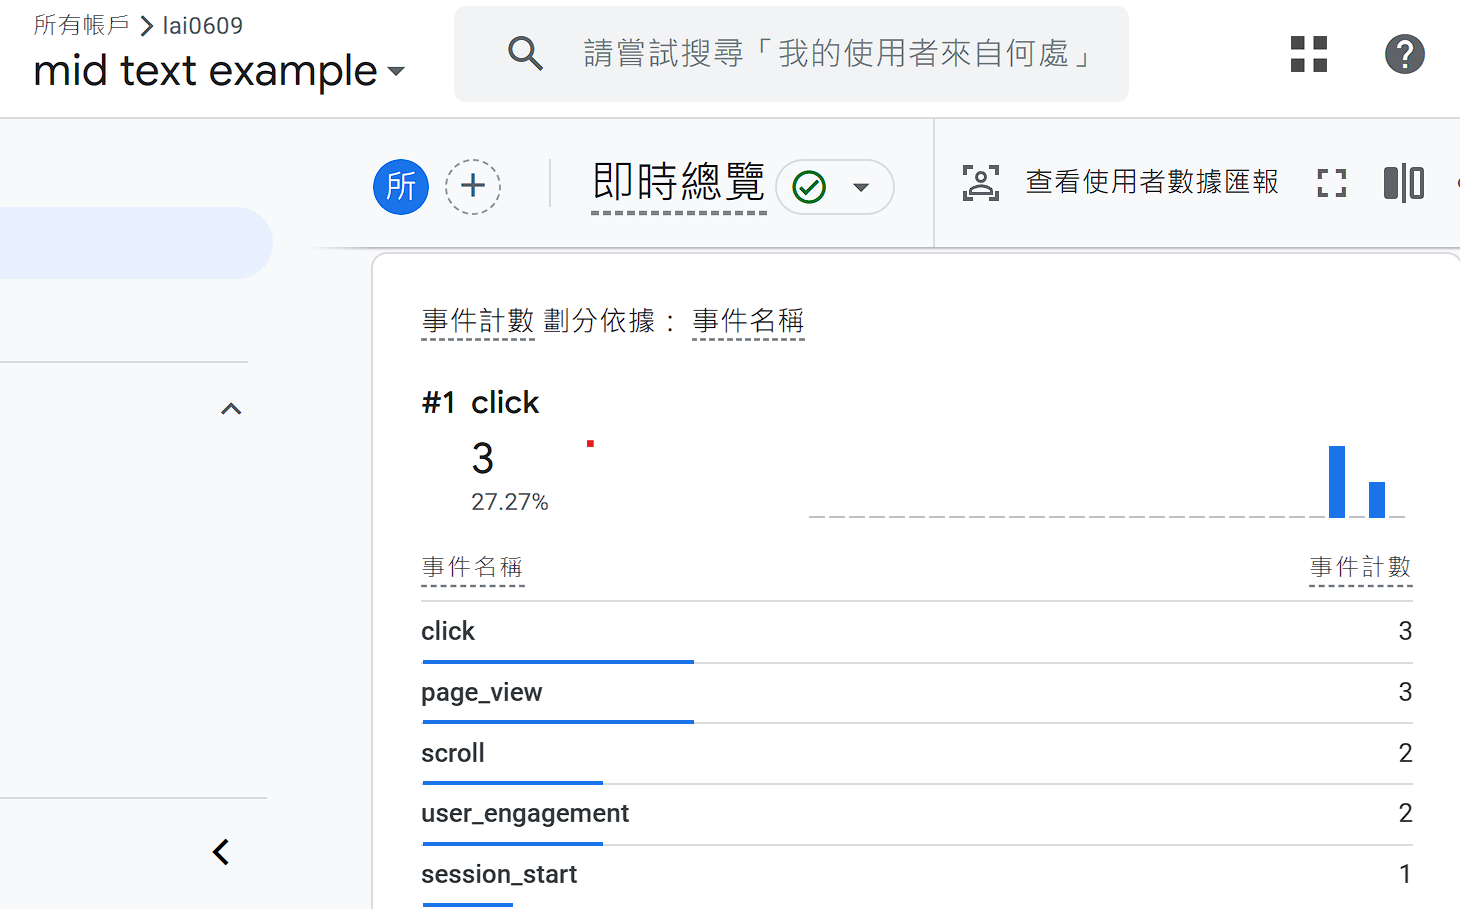 所有帳戶 > lai0609
mid text example
請嘗試搜尋「我的使用者來自何處」
所
即時總覽
查看使用者數據匯報
事件計數 劃分依據： 事件名稱
#1 click
3
27.27%
事件名稱 事件計數
click 3
page_view 3
scroll 2
user_engagement 2
session_start 1